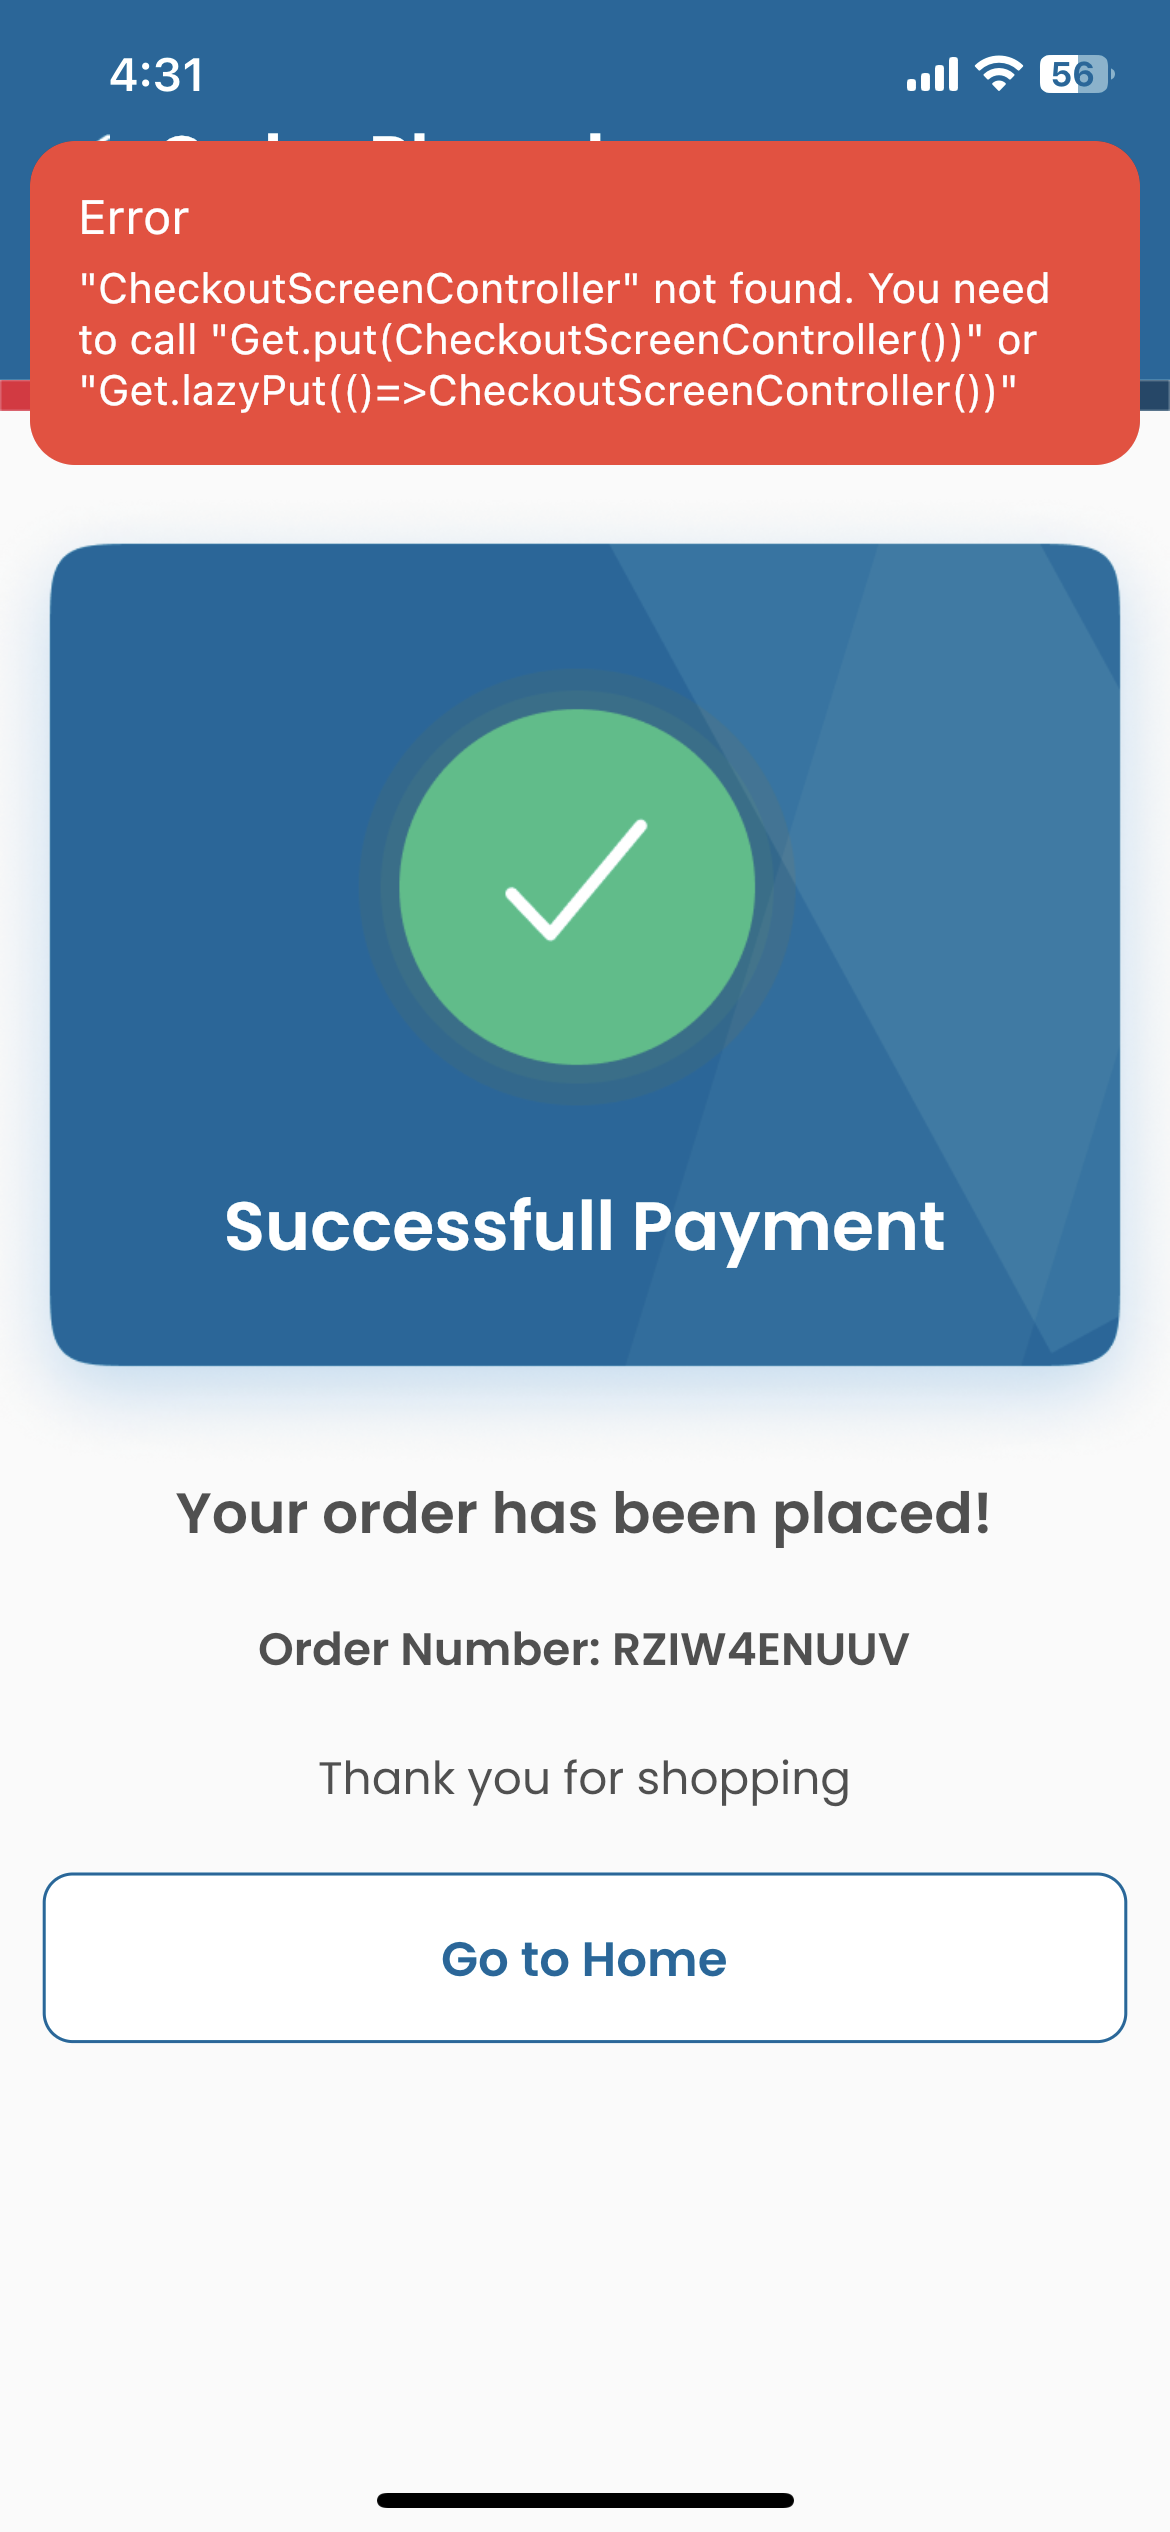 4:31
56
Error
"CheckoutScreenController" not found. You need
to call "Get.put(CheckoutScreenController())" or
"Get.lazyPut(()=>CheckoutScreenController())"
Successfull Payment
Your order has been placed!
Order Number: RZIW4ENUUV
Thank you for shopping
Go to Home